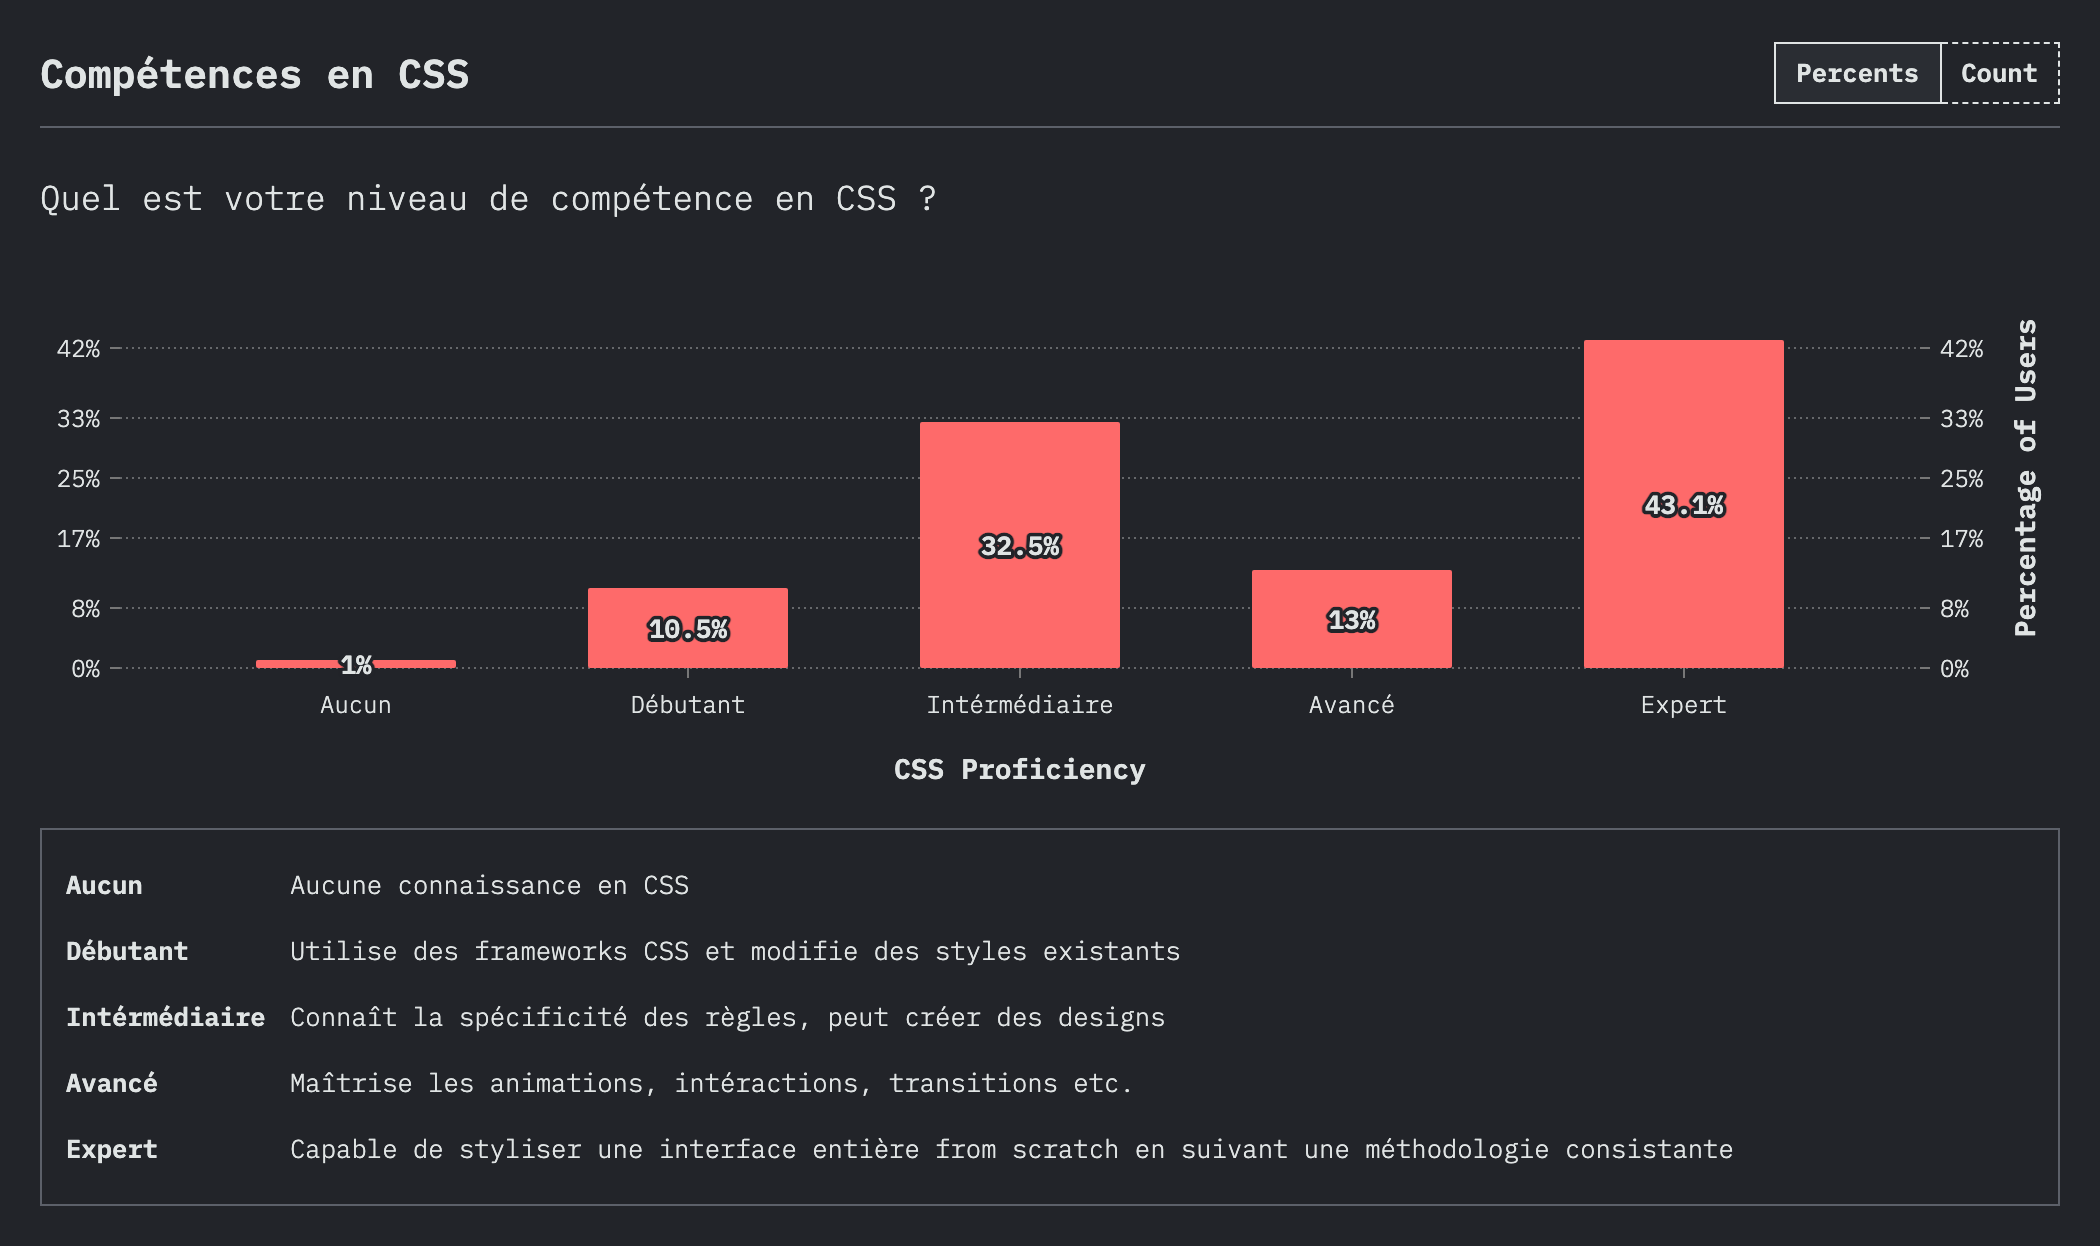 Compétences en CSS
Percents Count
Quel est votre niveau de compétence en CSS ?
42% 42%
33% 33%
25% 25%
17% 17%
8% 8%
0% 0%
Percentage of Users
1% 10.5% 32.5% 13% 43.1%
Aucun Débutant Intérmédiaire Avancé Expert
CSS Proficiency
Aucun Aucune connaissance en CSS
Débutant Utilise des frameworks CSS et modifie des styles existants
Intérmédiaire Connaît la spécificité des règles, peut créer des designs
Avancé Maîtrise les animations, intéractions, transitions etc.
Expert Capable de styliser une interface entière from scratch en suivant une méthodologie consistante